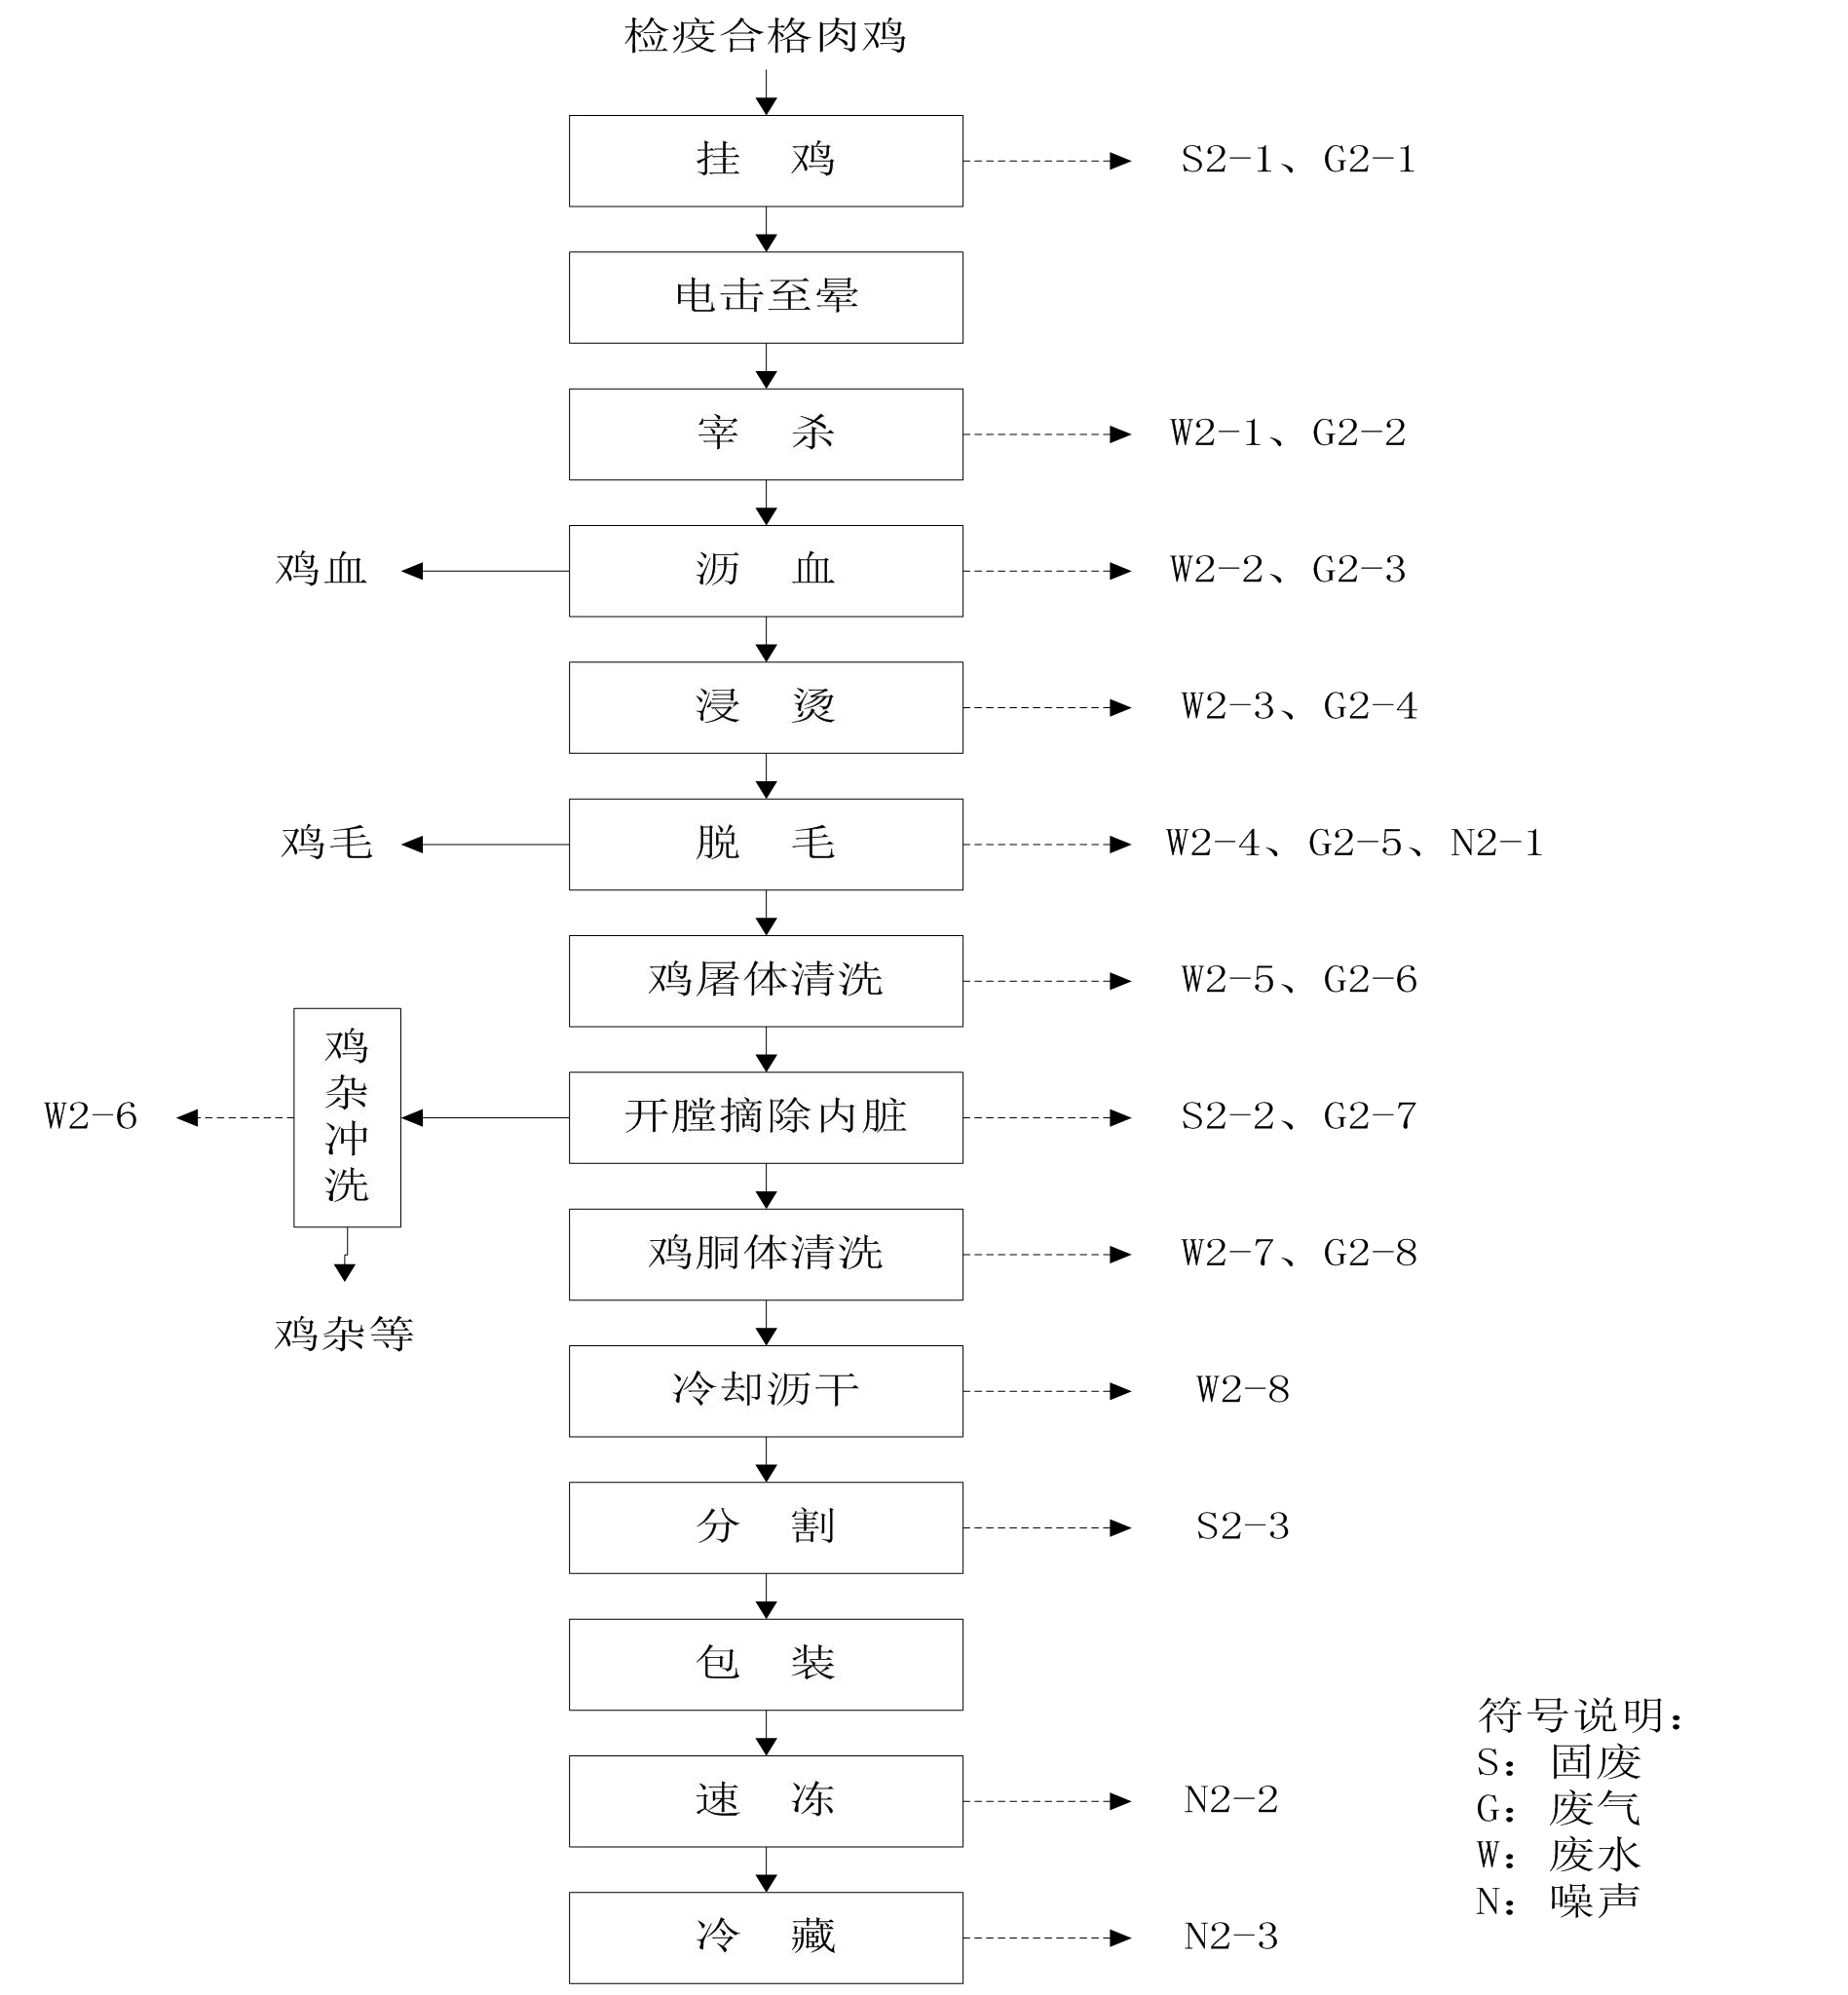 检疫合格肉鸡
挂 鸡
S2-1、G2-1
电击至晕
宰 杀
W2-1、G2-2
鸡血
沥 血
W2-2、G2-3
浸 烫
W2-3、G2-4
鸡毛
脱 毛
W2-4、G2-5、N2-1
鸡屠体清洗
W2-5、G2-6
W2-6
鸡杂冲洗
开膛摘除内脏
S2-2、G2-7
鸡胴体清洗
W2-7、G2-8
鸡杂等
冷却沥干
W2-8
分 割
S2-3
包 装
速 冻
N2-2
冷 藏
N2-3
符号说明：
S：固废
G：废气
W：废水
N：噪声